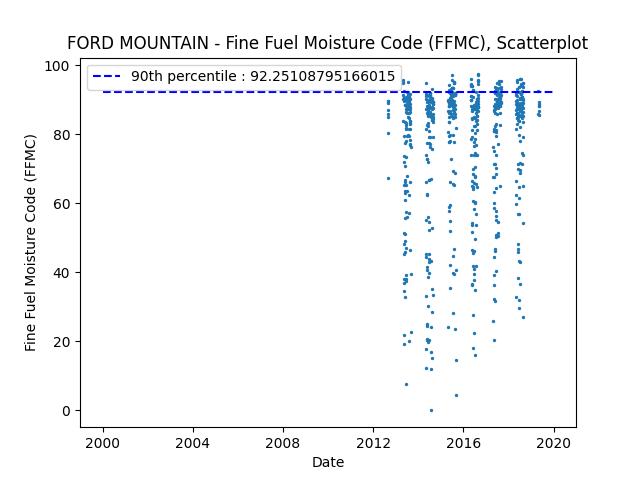 FORD MOUNTAIN - Fine Fuel Moisture Code (FFMC), Scatterplot
90th percentile : 92.25108795166015
100
80
60
40
20
0
Fine Fuel Moisture Code (FFMC)
2000 2004 2008 2012 2016 2020
Date